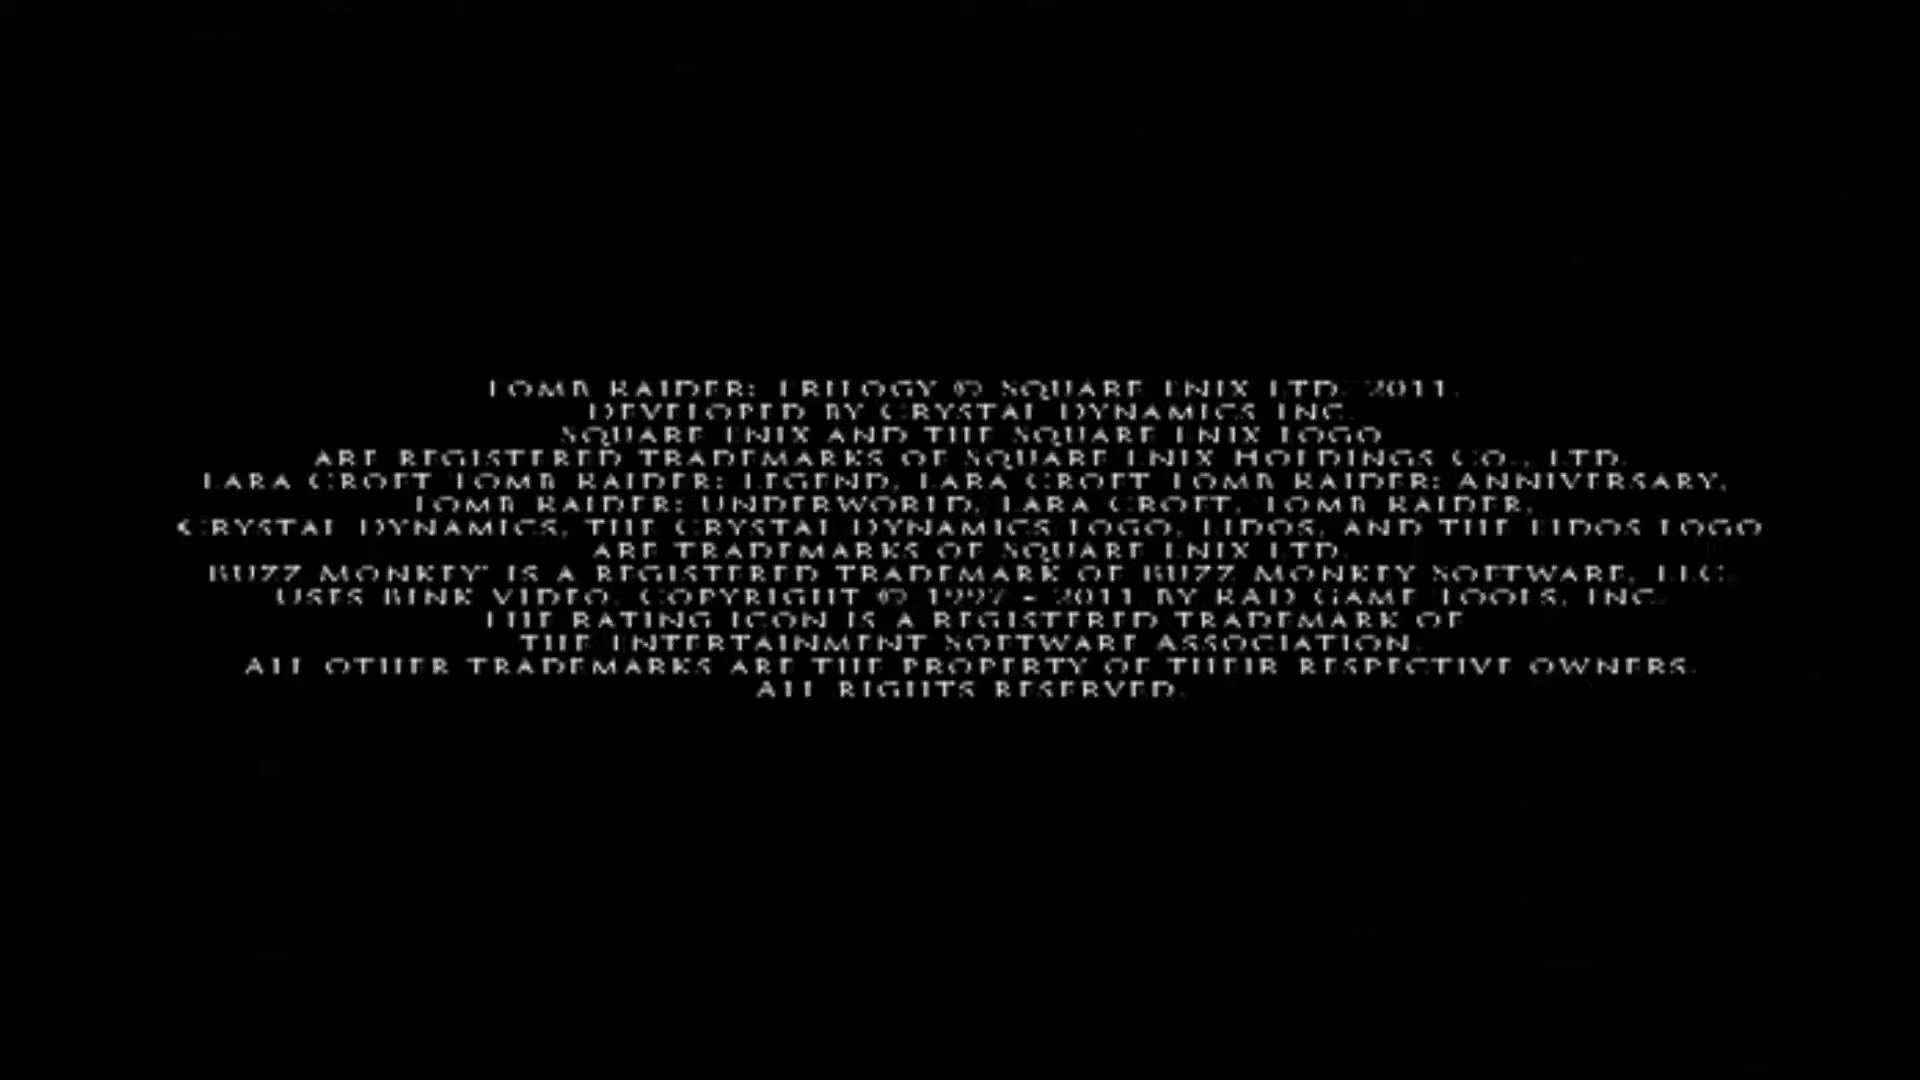 TOMB RAIDER: TRILOGY © SQUARE ENIX LTD. 2011.
DEVELOPED BY CRYSTAL DYNAMICS INC.
SQUARE ENIX AND THE SQUARE ENIX LOGO
ARE REGISTERED TRADEMARKS OF SQUARE ENIX HOLDINGS CO., LTD.
LARA CROFT TOMB RAIDER: LEGEND, LARA CROFT TOMB RAIDER: ANNIVERSARY,
TOMB RAIDER: UNDERWORLD, LARA CROFT, TOMB RAIDER,
CRYSTAL DYNAMICS, THE CRYSTAL DYNAMICS LOGO, EIDOS, AND THE EIDOS LOGO
ARE TRADEMARKS OF SQUARE ENIX LTD.
BUZZ MONKEY' IS A REGISTERED TRADEMARK OF BUZZ MONKEY SOFTWARE, LLC.
USES BINK VIDEO. COPYRIGHT © 1997 - 2011 BY RAD GAME TOOLS, INC.
THE RATING ICON IS A REGISTERED TRADEMARK OF
THE ENTERTAINMENT SOFTWARE ASSOCIATION.
ALL OTHER TRADEMARKS ARE THE PROPERTY OF THEIR RESPECTIVE OWNERS.
ALL RIGHTS RESERVED.